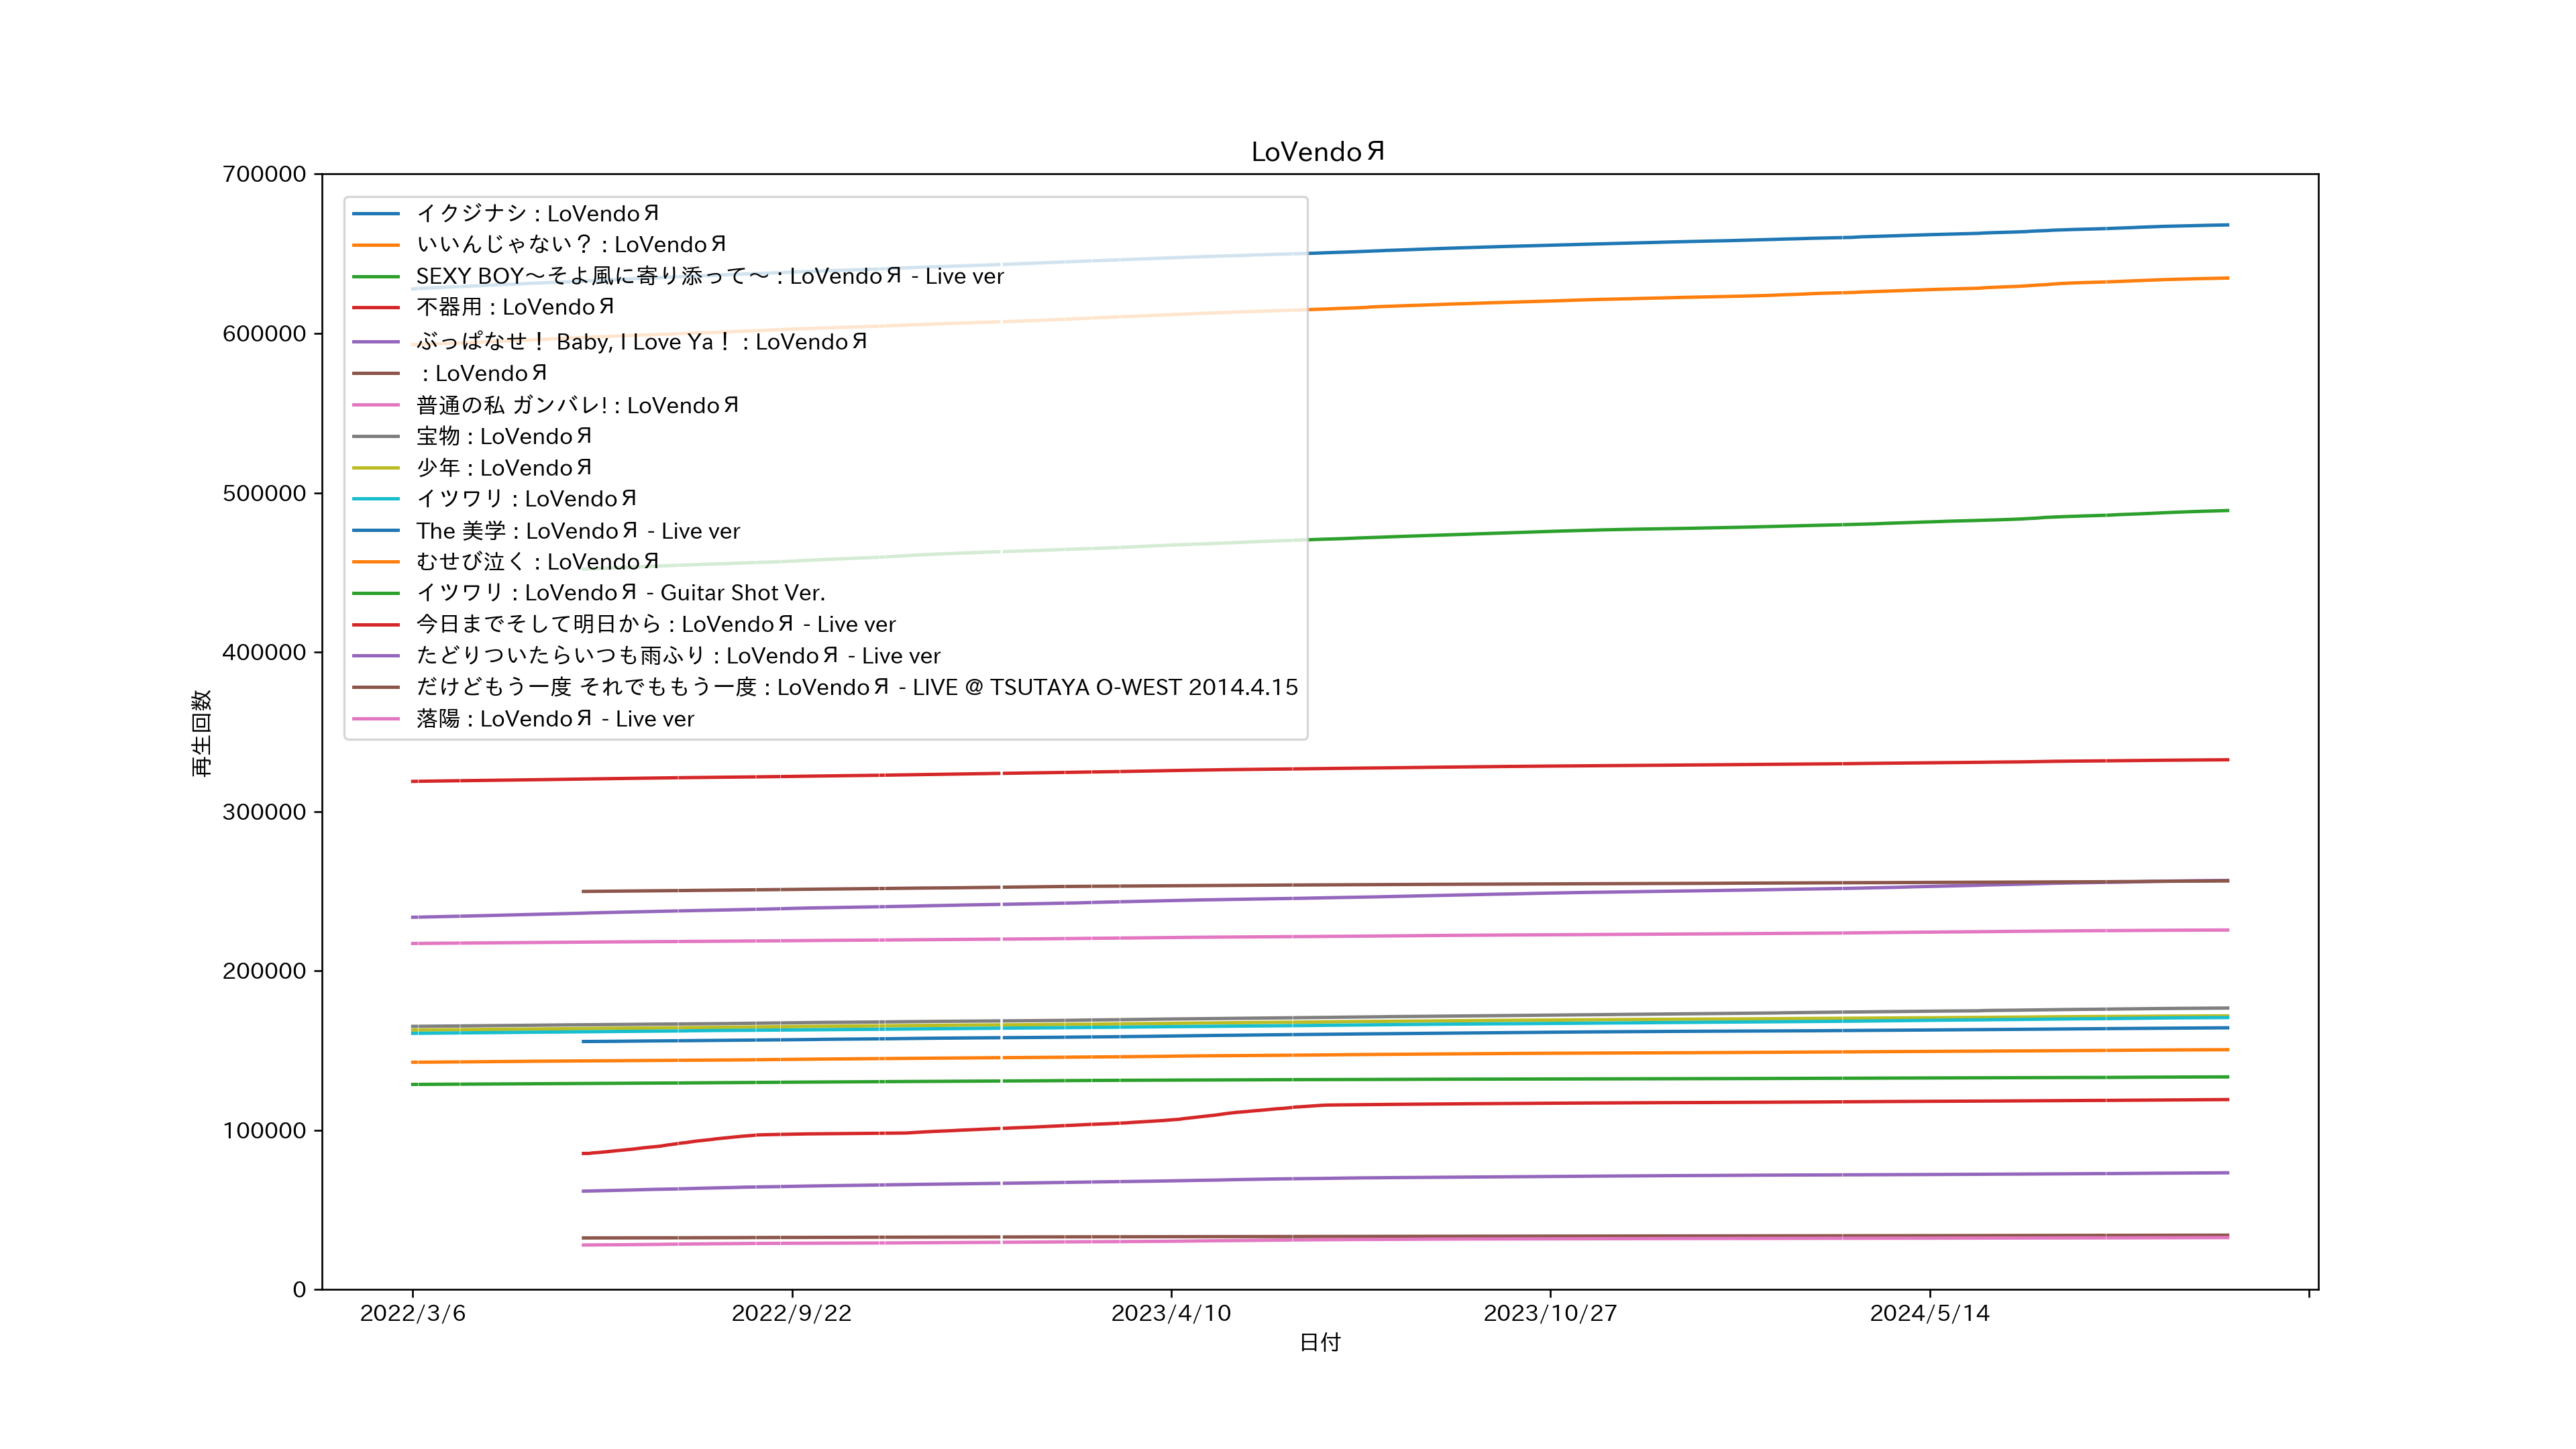 LoVendoЯ
700000
600000
500000
400000
300000
200000
100000
0
再生回数
イクジナシ : LoVendoЯ
いいんじゃない？ : LoVendoЯ
SEXY BOY〜そよ風に寄り添って〜 : LoVendoЯ - Live ver
不器用 : LoVendoЯ
ぶっぱなせ！ Baby, I Love Ya！ : LoVendoЯ
: LoVendoЯ
普通の私 ガンバレ! : LoVendoЯ
宝物 : LoVendoЯ
少年 : LoVendoЯ
イツワリ : LoVendoЯ
The 美学 : LoVendoЯ - Live ver
むせび泣く : LoVendoЯ
イツワリ : LoVendoЯ - Guitar Shot Ver.
今日までそして明日から : LoVendoЯ - Live ver
たどりついたらいつも雨ふり : LoVendoЯ - Live ver
だけどもう一度 それでももう一度 : LoVendoЯ - LIVE @ TSUTAYA O-WEST 2014.4.15
落陽 : LoVendoЯ - Live ver
2022/3/6
2022/9/22
2023/4/10
2023/10/27
2024/5/14
日付